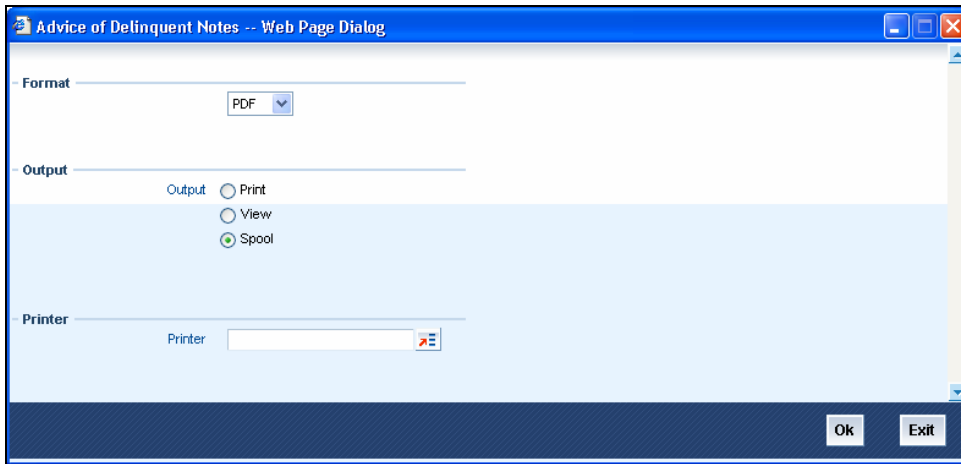 Advice of Delinquent Notes -- Web Page Dialog
Format
PDF
Output
Output Print
View
Spool
Printer
Printer
Ok Exit